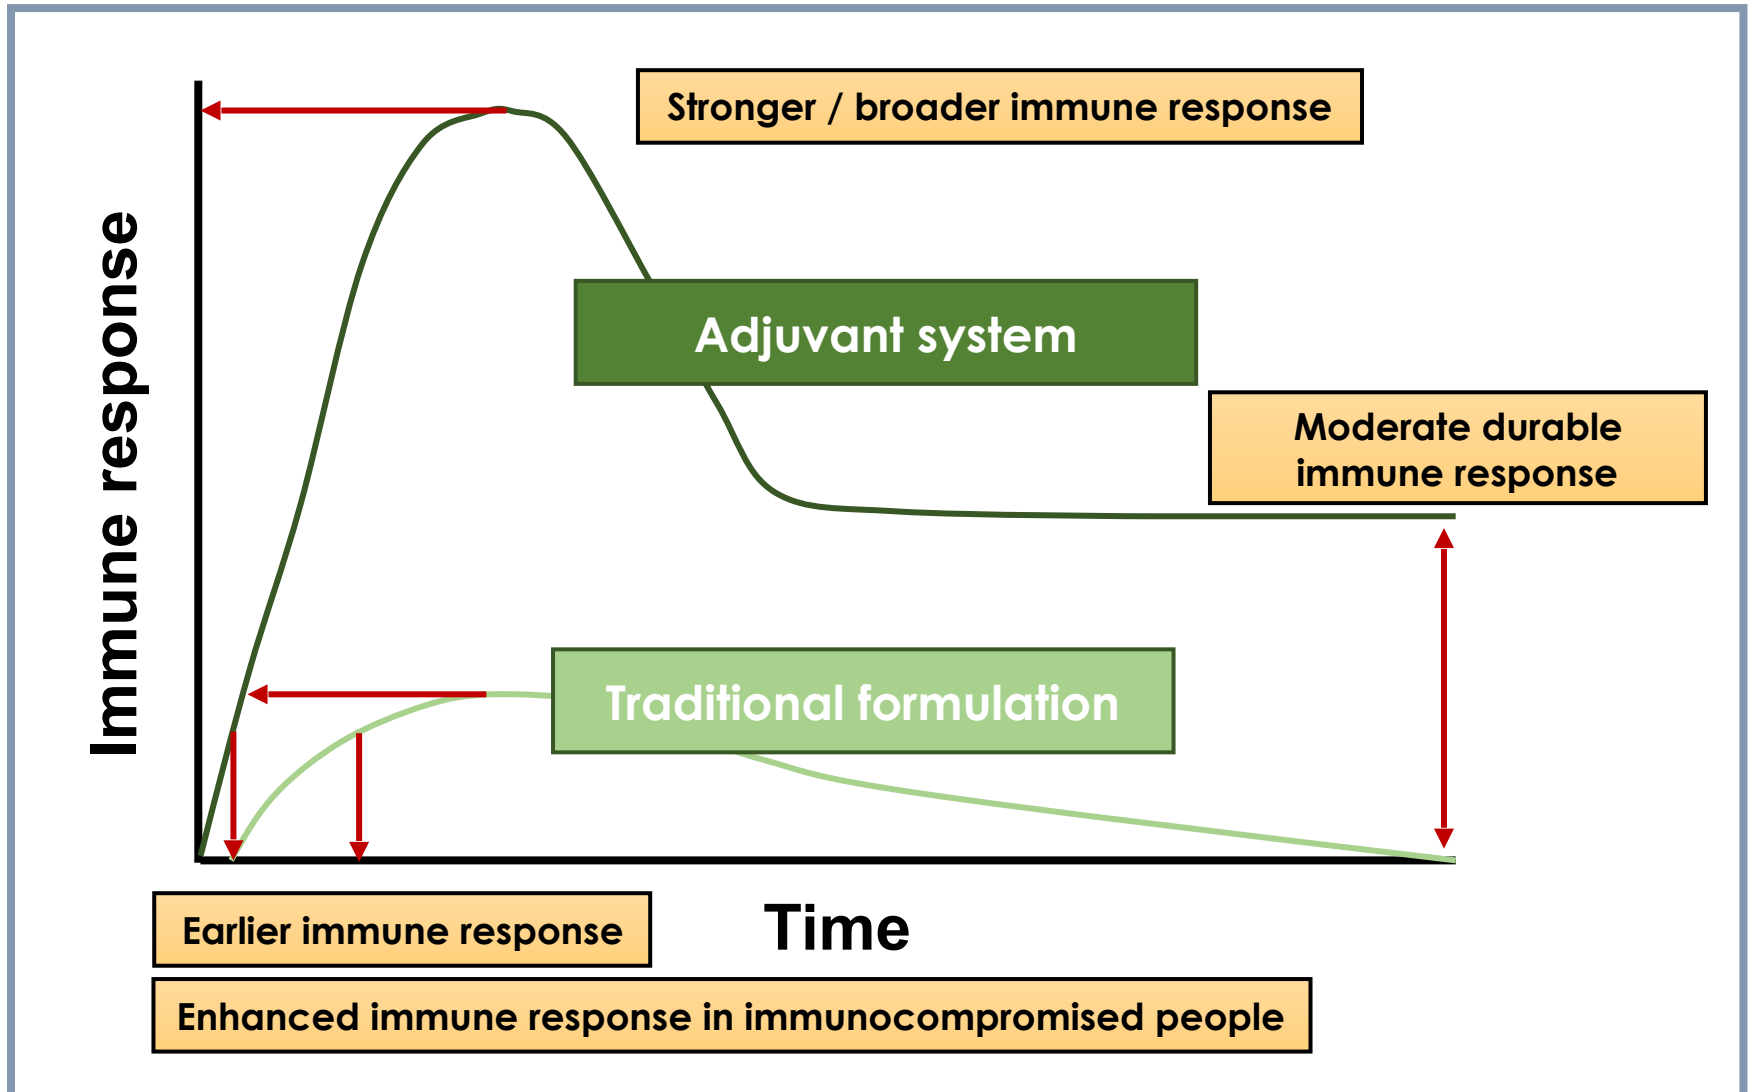 Stronger / broader immune response
Immune response
Adjuvant system
Moderate durable
immune response
Traditional formulation
Earlier immune response
Time
Enhanced immune response in immunocompromised people